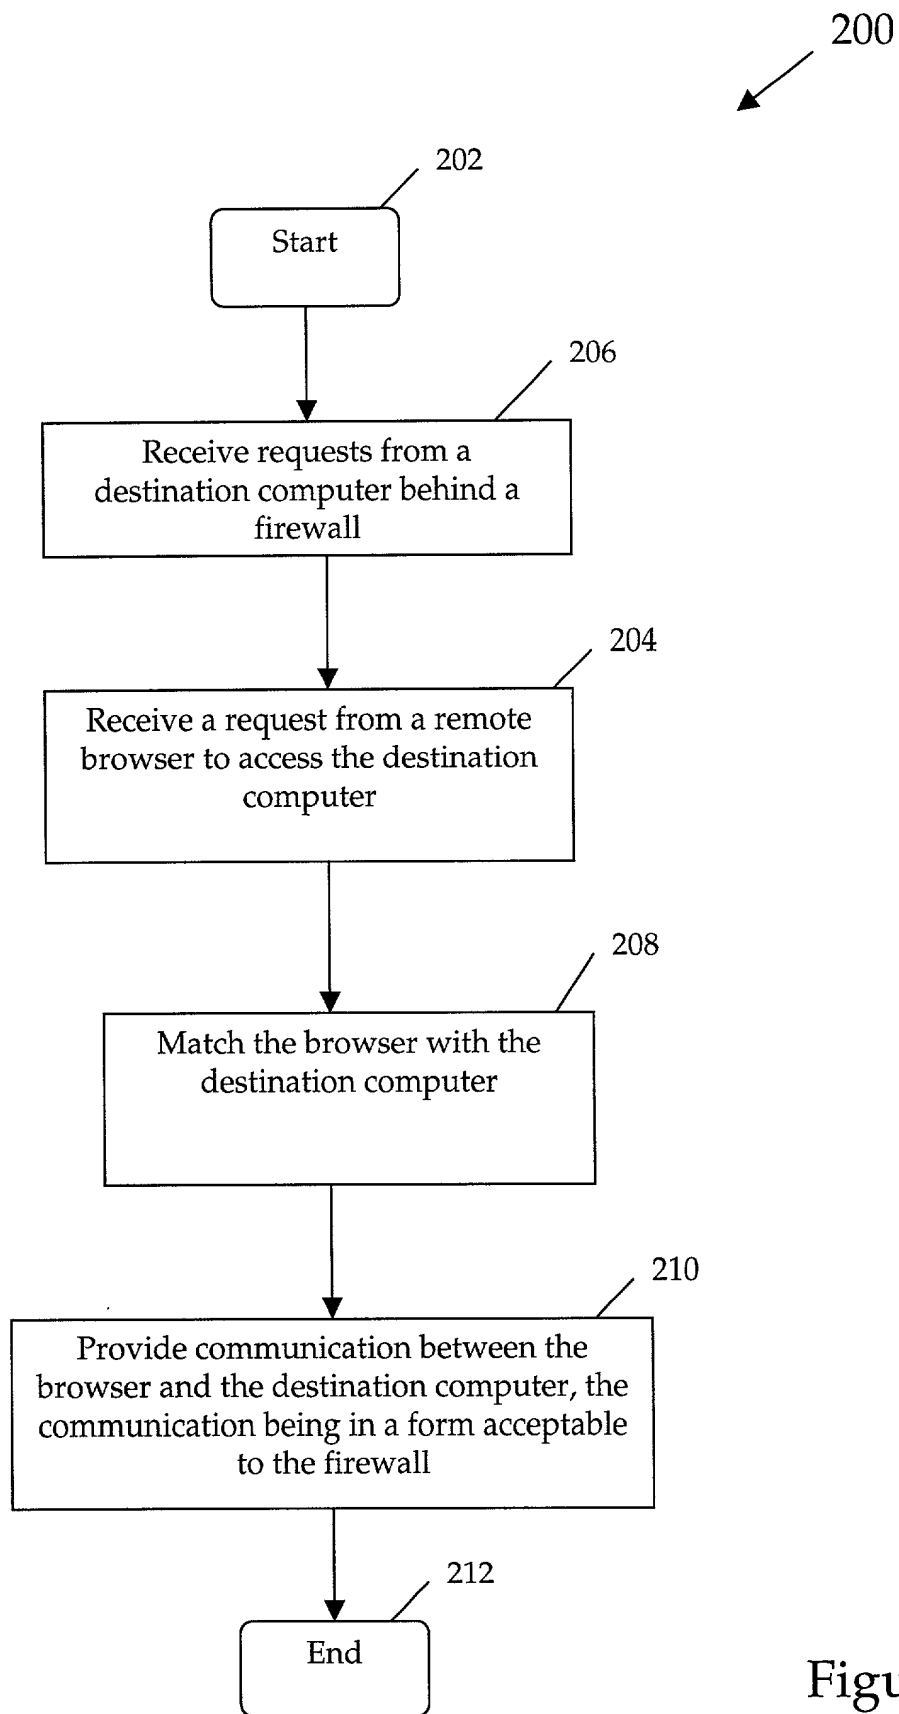 200
202
Start
206
Receive requests from a
destination computer behind a
firewall
204
Receive a request from a remote
browser to access the destination
computer
208
Match the browser with the
destination computer
210
Provide communication between the
browser and the destination computer, the
communication being in a form acceptable
to the firewall
212
End
Figu